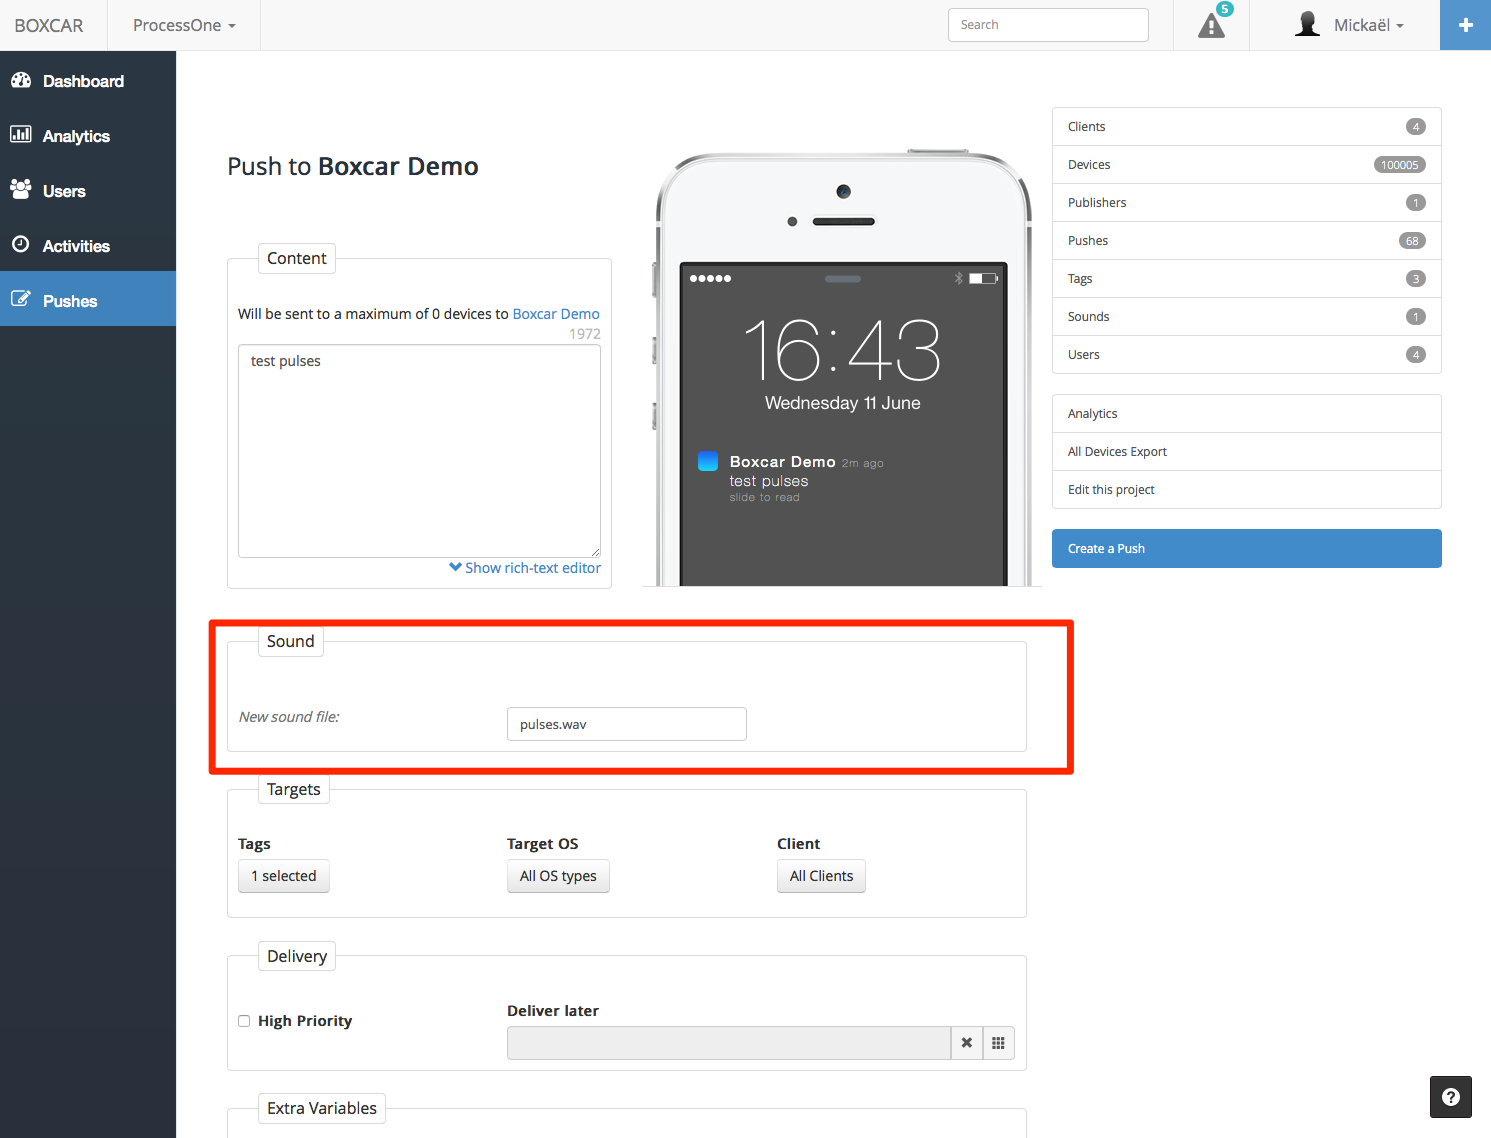 BOXCAR
ProcessOne
Search
5
Mickaël
Dashboard
Analytics
Users
Activities
Pushes
Push to Boxcar Demo
Content
Will be sent to a maximum of 0 devices to Boxcar Demo
1972
test pulses
Show rich-text editor
16:43
Wednesday 11 June
Boxcar Demo 2m ago
test pulses
slide to read
Clients 4
Devices 100005
Publishers 1
Pushes 68
Tags 3
Sounds 1
Users 4
Analytics
All Devices Export
Edit this project
Create a Push
Sound
New sound file:
pulses.wav
Targets
Tags
Target OS
Client
1 selected
All OS types
All Clients
Delivery
High Priority
Deliver later
Extra Variables